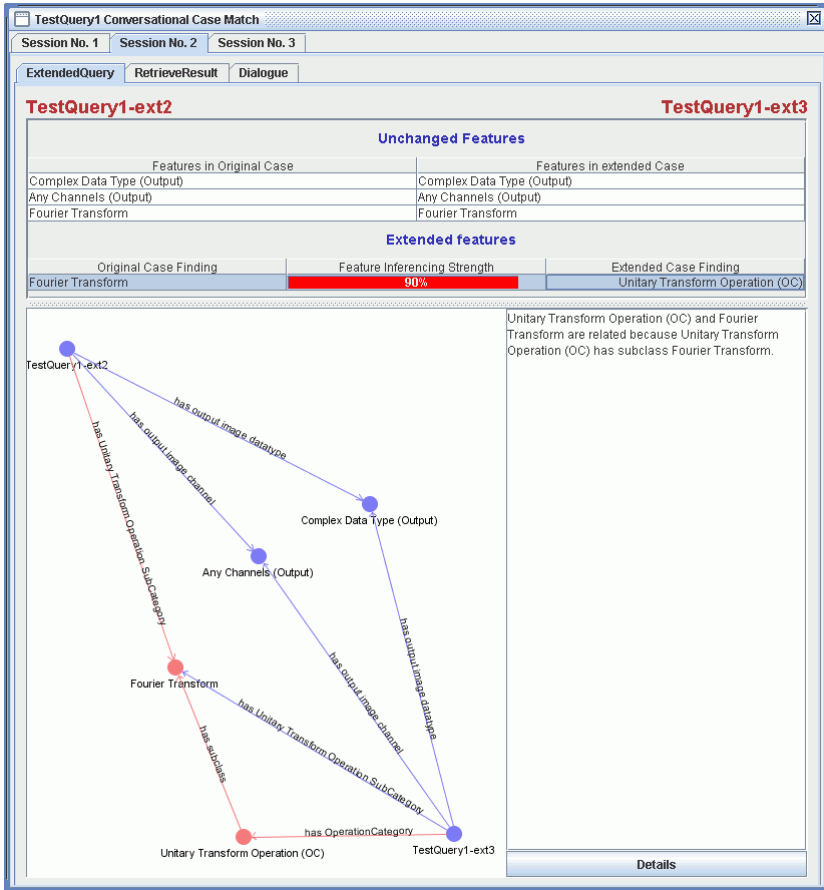 TestQuery1 Conversational Case Match
Session No. 1 Session No. 2 Session No. 3
ExtendedQuery RetrieveResult Dialogue
TestQuery1-ext2 TestQuery1-ext3
Unchanged Features
Features in Original Case Features in extended Case
Complex Data Type (Output) Complex Data Type (Output)
Any Channels (Output) Any Channels (Output)
Fourier Transform Fourier Transform
Extended features
Original Case Finding Feature Inferencing Strength Extended Case Finding
Fourier Transform 90% Unitary Transform Operation (OC)
Unitary Transform Operation (OC) and Fourier
Transform are related because Unitary Transform
Operation (OC) has subclass Fourier Transform.
TestQuery1-ext2
has output image datatype
has output image channel
has Unitary Transform Operation SubCategory
Complex Data Type (Output)
Any Channels (Output)
has output image datatype
has output image channel
Fourier Transform
has Unitary Transform Operation SubCategory
has subclass
has OperationCategory
Unitary Transform Operation (OC)
TestQuery1-ext3
Details